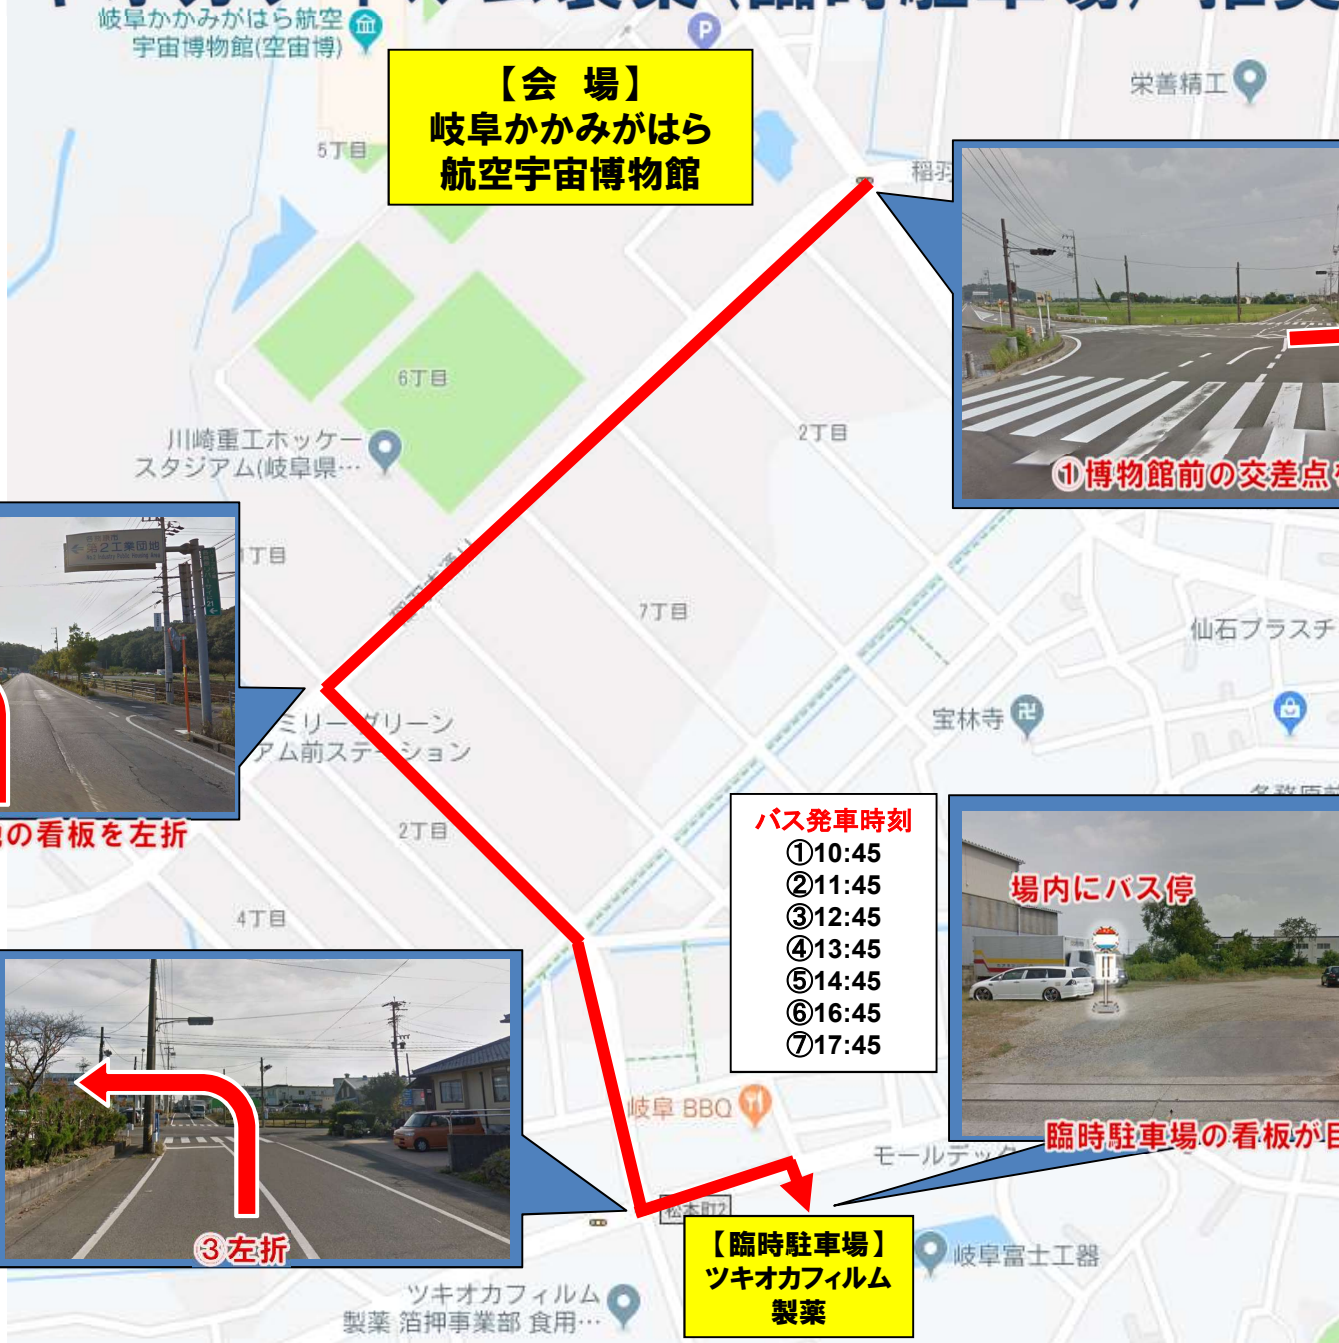 岐阜かかみがはら航空
宇宙博物館(空宙博)
P
栄善精工
【会 場】
岐阜かかみがはら
航空宇宙博物館
5丁目
稲羽
6丁目
2丁目
川崎重工ホッケー
スタジアム(岐阜県…
①博物館前の交差点
第2工業団地
1丁目
7丁目
仙石プラスチ
宝林寺
卍
ミリーグリーン
アム前ステーション
の看板を左折
2丁目
4丁目
バス発車時刻
①10:45
②11:45
③12:45
④13:45
⑤14:45
⑥16:45
⑦17:45
場内にバス停
臨時駐車場の看板が目
岐阜 BBQ
モールデック
③左折
松本町2
【臨時駐車場】
ツキオカフィルム
製薬
岐阜富士工器
ツキオカフィルム
製薬 箔押事業部 食用…